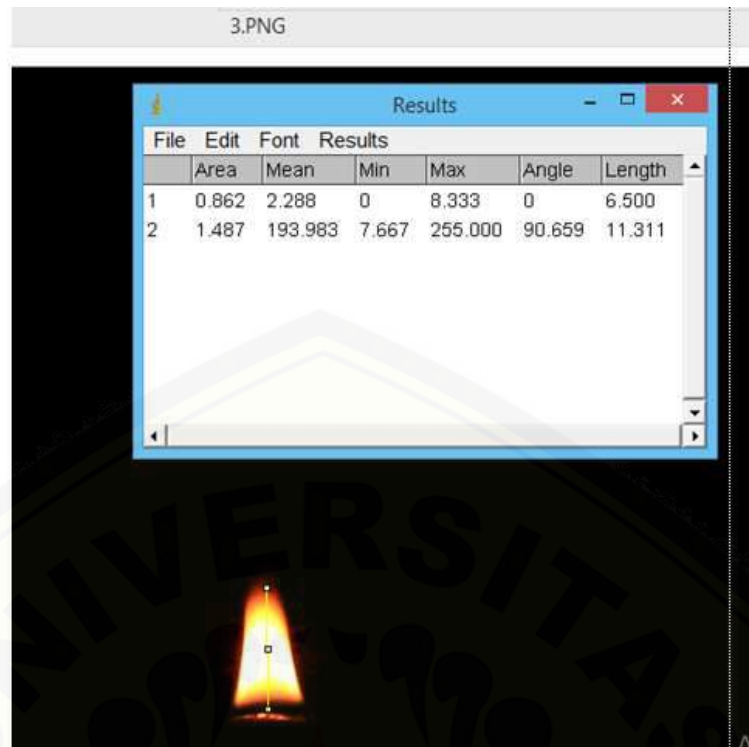 3.PNG
Results
File Edit Font Results
Area Mean Min Max Angle Length
1 0.862 2.288 0 8.333 0 6.500
2 1.487 193.983 7.667 255.000 90.659 11.311
UNIVERSITAS